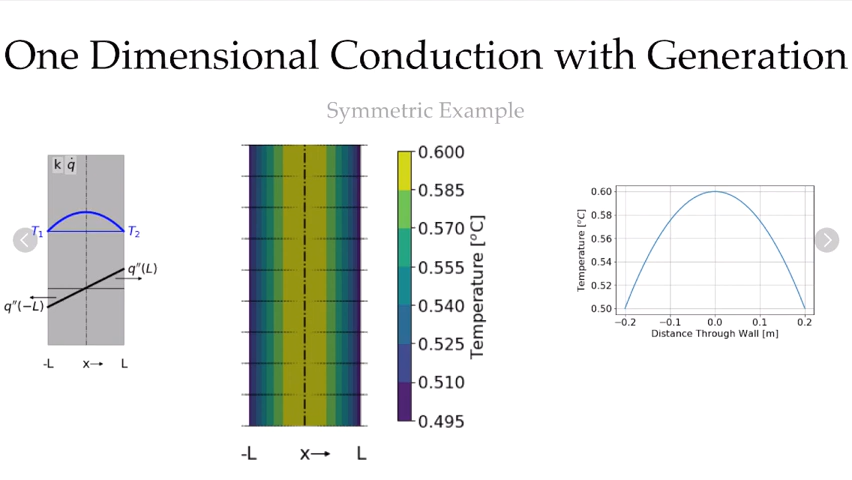 One Dimensional Conduction with Generation
Symmetric Example
k q̇
T₁
T₂
q″(L)
q″(−L)
-L x→ L
-L x→ L
0.600
0.585
0.570
0.555
0.540
0.525
0.510
0.495
Temperature [°C]
0.60
0.58
0.56
0.54
0.52
0.50
Temperature [°C]
−0.2 −0.1 0.0 0.1 0.2
Distance Through Wall [m]